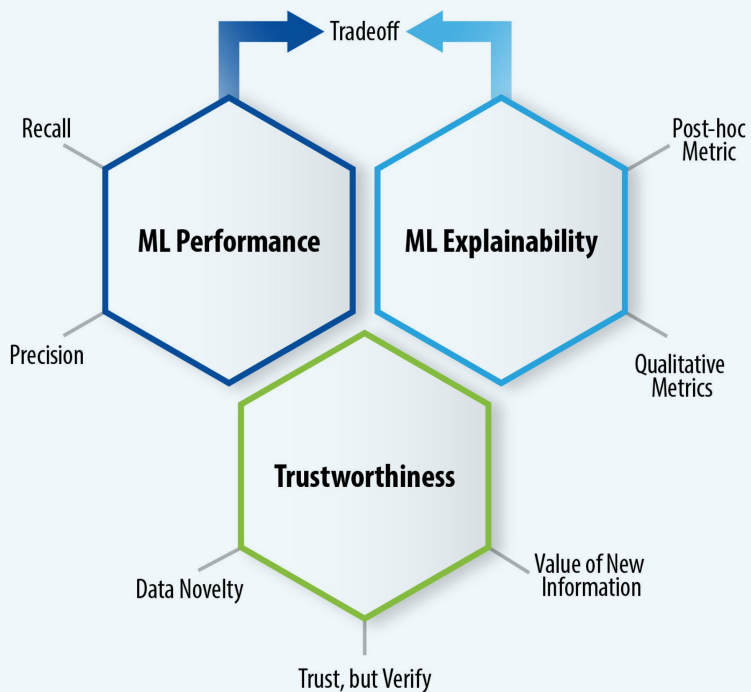 Tradeoff
Recall
Post-hoc
Metric
ML Performance
ML Explainability
Precision
Qualitative
Metrics
Trustworthiness
Data Novelty
Value of New
Information
Trust, but Verify